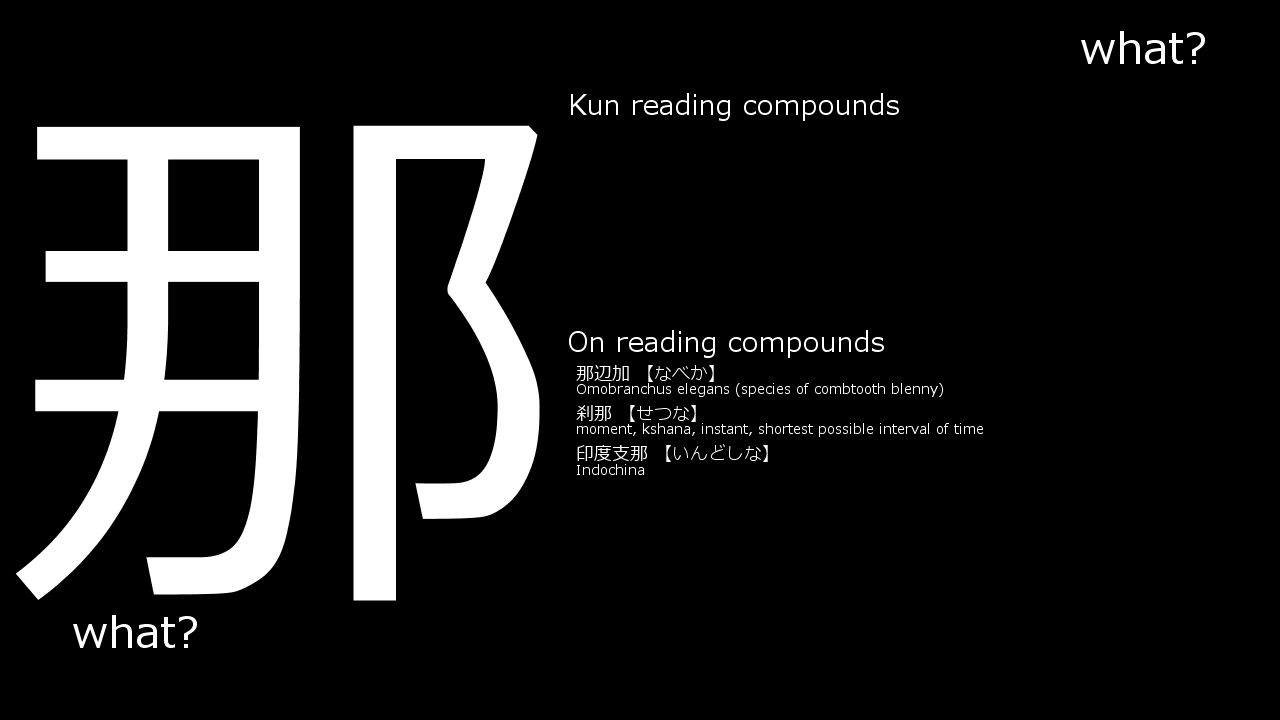 what?
Kun reading compounds
那
On reading compounds
那辺加 【なべか】
Omobranchus elegans (species of combtooth blenny)
刹那 【せつな】
moment, kshana, instant, shortest possible interval of time
印度支那 【いんどしな】
Indochina
what?